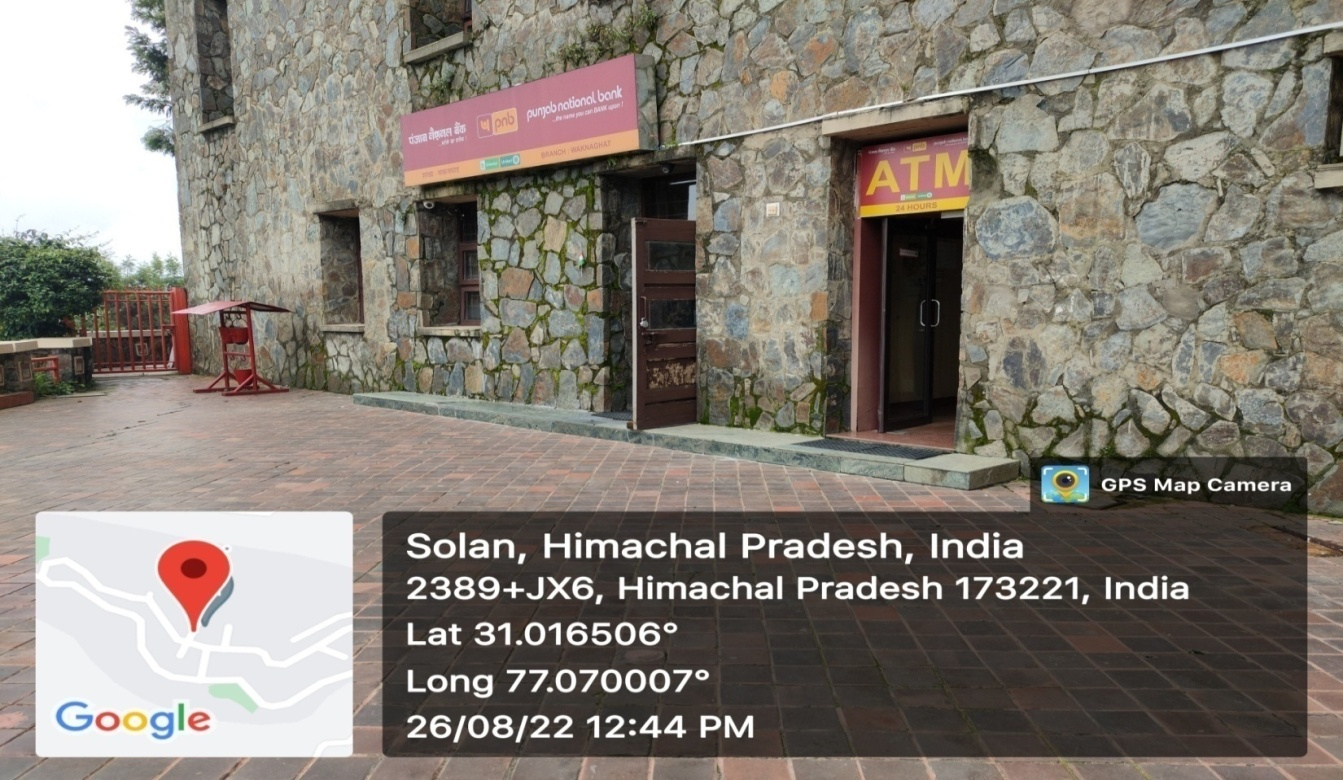 पंजाब नैशनल बैंक
pnb
punjab national bank
...the name you can BANK upon !
BRANCH : WAKNAGHAT
pnb
ATM
24 HOURS
GPS Map Camera
Solan, Himachal Pradesh, India
2389+JX6, Himachal Pradesh 173221, India
Lat 31.016506°
Long 77.070007°
26/08/22 12:44 PM
Google